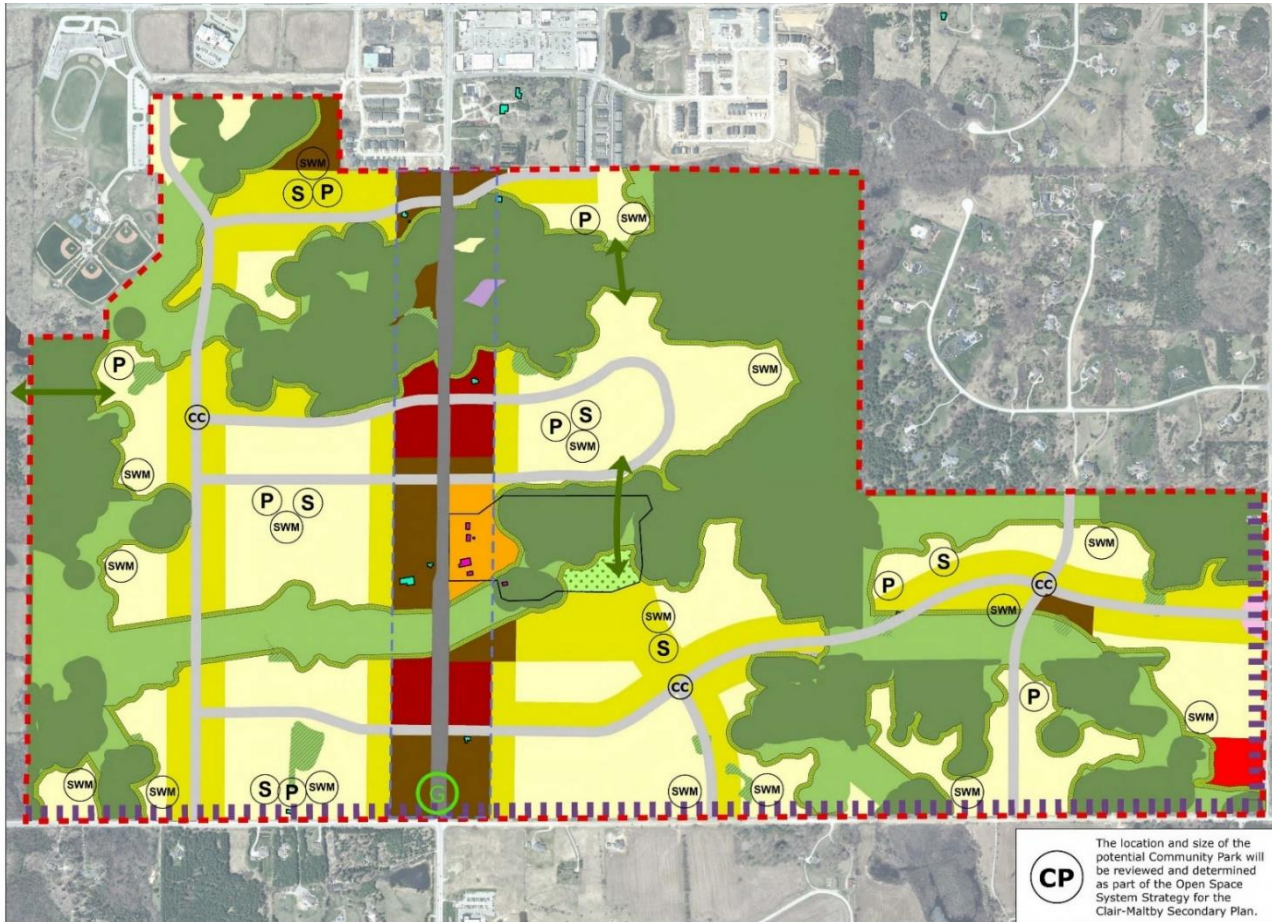 SWM
S P
P SWM
P
SWM
S
P
SWM
CC
SWM
P S
SWM
SWM
SWM
S
P
CC
SWM
SWM
S
CC
P
SWM
SWM
SWM
S P SWM
G
SWM
SWM
SWM
CP
The location and size of the
potential Community Park will
be reviewed and determined
as part of the Open Space
System Strategy for the
Clair-Maltby Secondary Plan.